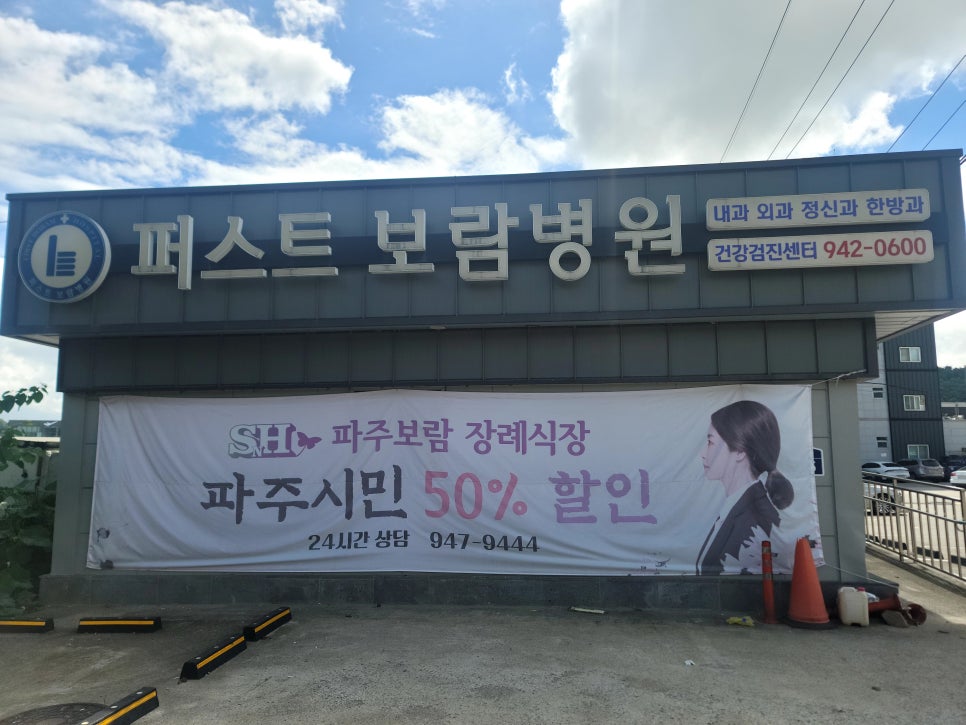 퍼스트 보람병원
내과 외과 정신과 한방과
건강검진센터 942-0600
SNH 파주보람 장례식장
파주시민 50% 할인
24시간 상담 947-9444